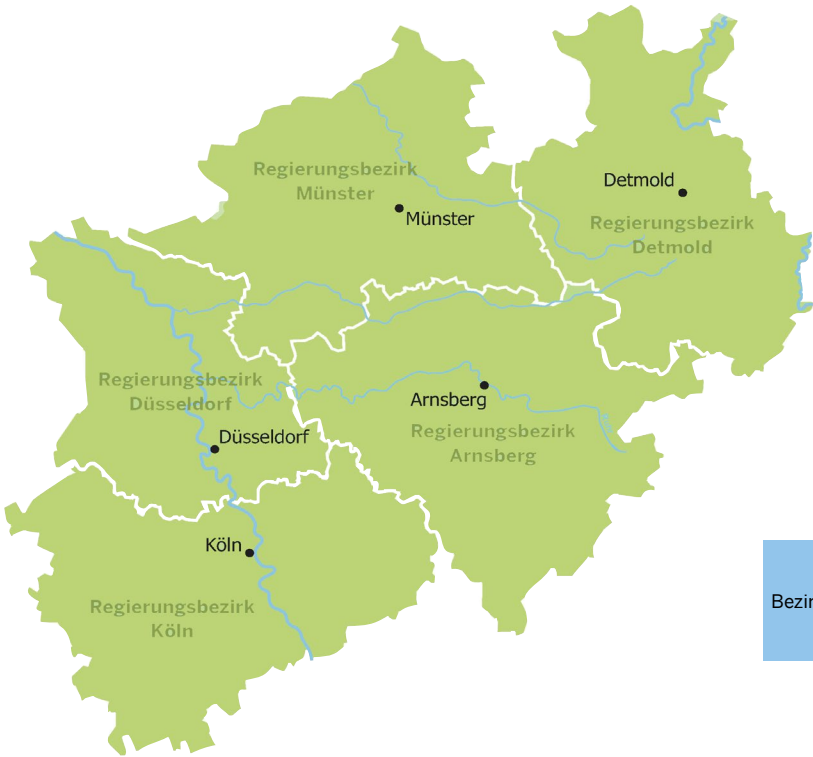 Regierungsbezirk
Münster
Münster
Detmold
Regierungsbezirk
Detmold
Regierungsbezirk
Düsseldorf
Düsseldorf
Arnsberg
Regierungsbezirk
Arnsberg
Köln
Regierungsbezirk
Köln